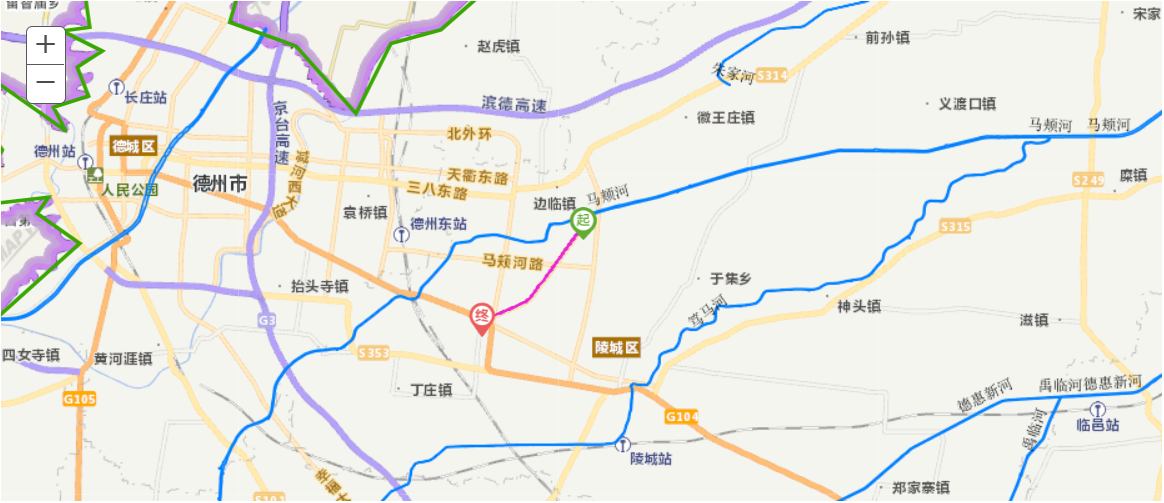 宋家
赵虎镇
前孙镇
朱家河
S314
长庄站
滨德高速
义渡口镇
京台高速
徽王庄镇
北外环
马颊河
马颊河
德城区
德州站
人民公园
德州市
天衢东路
三八东路
减河西大道
边临镇
马颊河
S249
糜镇
袁桥镇
德州东站
起
S315
马颊河路
于集乡
抬头寺镇
笃马河
神头镇
滋镇
G3
终
四女寺镇
黄河涯镇
S353
陵城区
丁庄镇
G105
G104
德惠新河
禹临河
德惠新河
禹临河
临邑站
陵城站
郑家寨镇